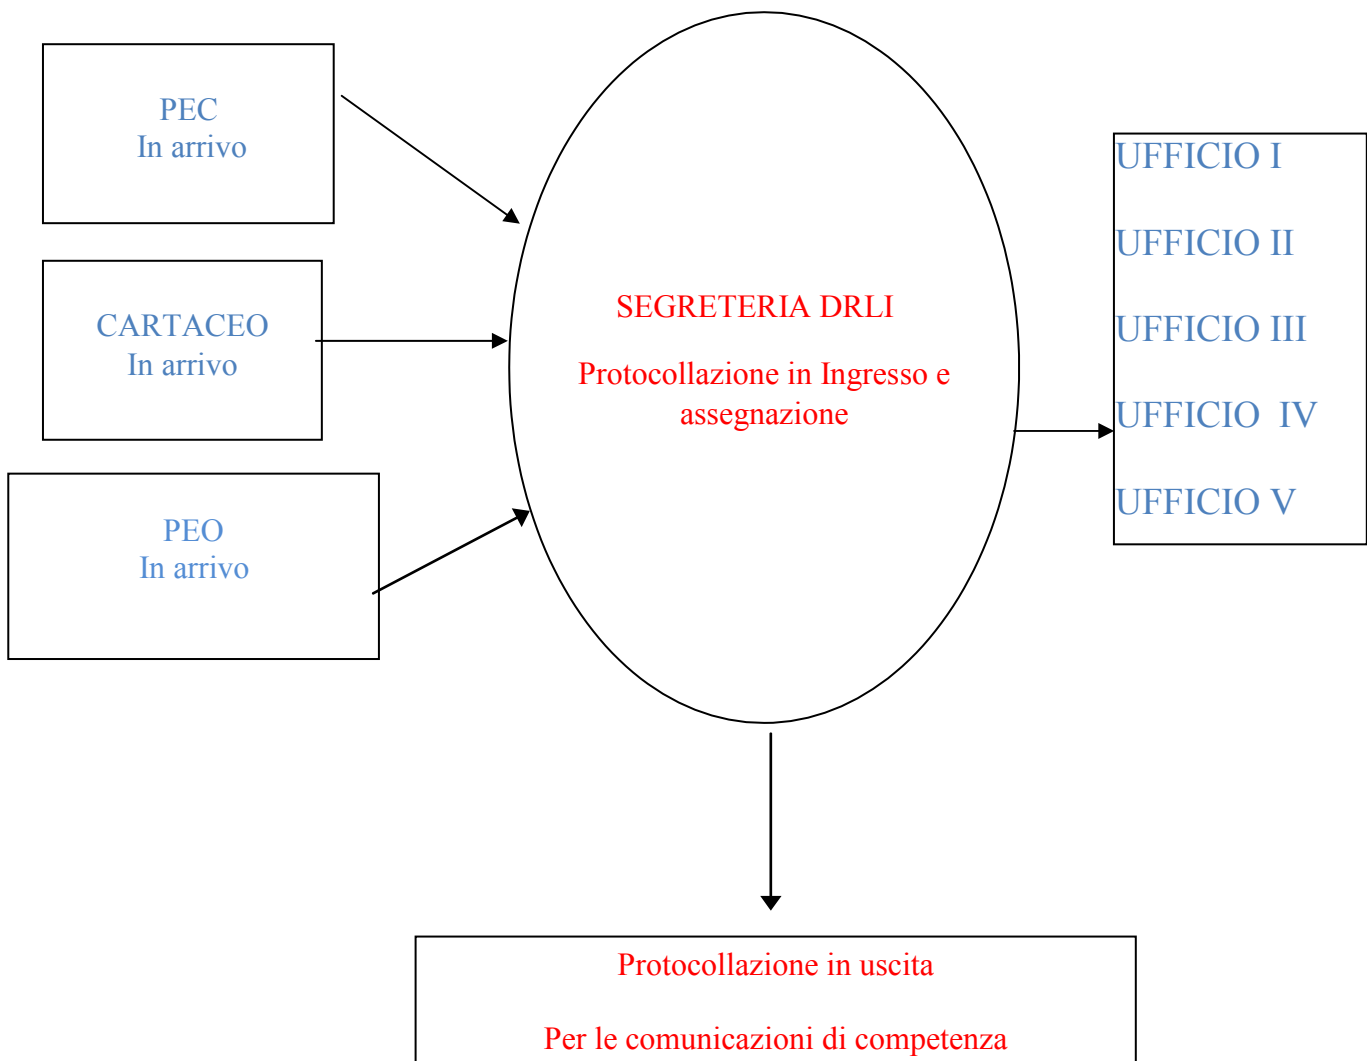 PEC
In arrivo
CARTACEO
In arrivo
PEO
In arrivo
SEGRETERIA DRLI
Protocollazione in Ingresso e
assegnazione
UFFICIO I
UFFICIO II
UFFICIO III
UFFICIO  IV
UFFICIO V
Protocollazione in uscita
Per le comunicazioni di competenza